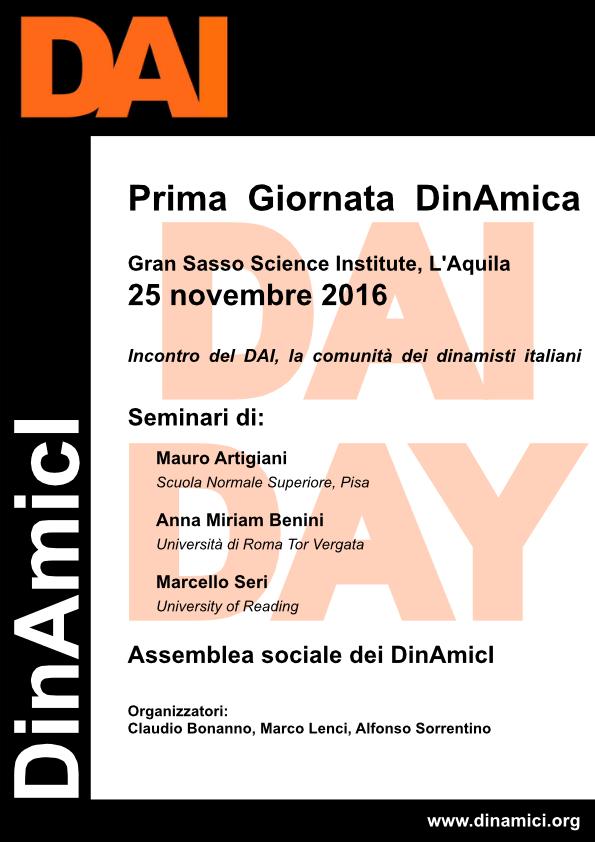 DAI
Prima Giornata DinAmica
Gran Sasso Science Institute, L'Aquila
25 novembre 2016
Incontro del DAI, la comunità dei dinamisti italiani
DAI
DAY
Seminari di:
Mauro Artigiani
Scuola Normale Superiore, Pisa
Anna Miriam Benini
Università di Roma Tor Vergata
Marcello Seri
University of Reading
Assemblea sociale dei DinAmicI
Organizzatori:
Claudio Bonanno, Marco Lenci, Alfonso Sorrentino
DinAmicI
www.dinamici.org